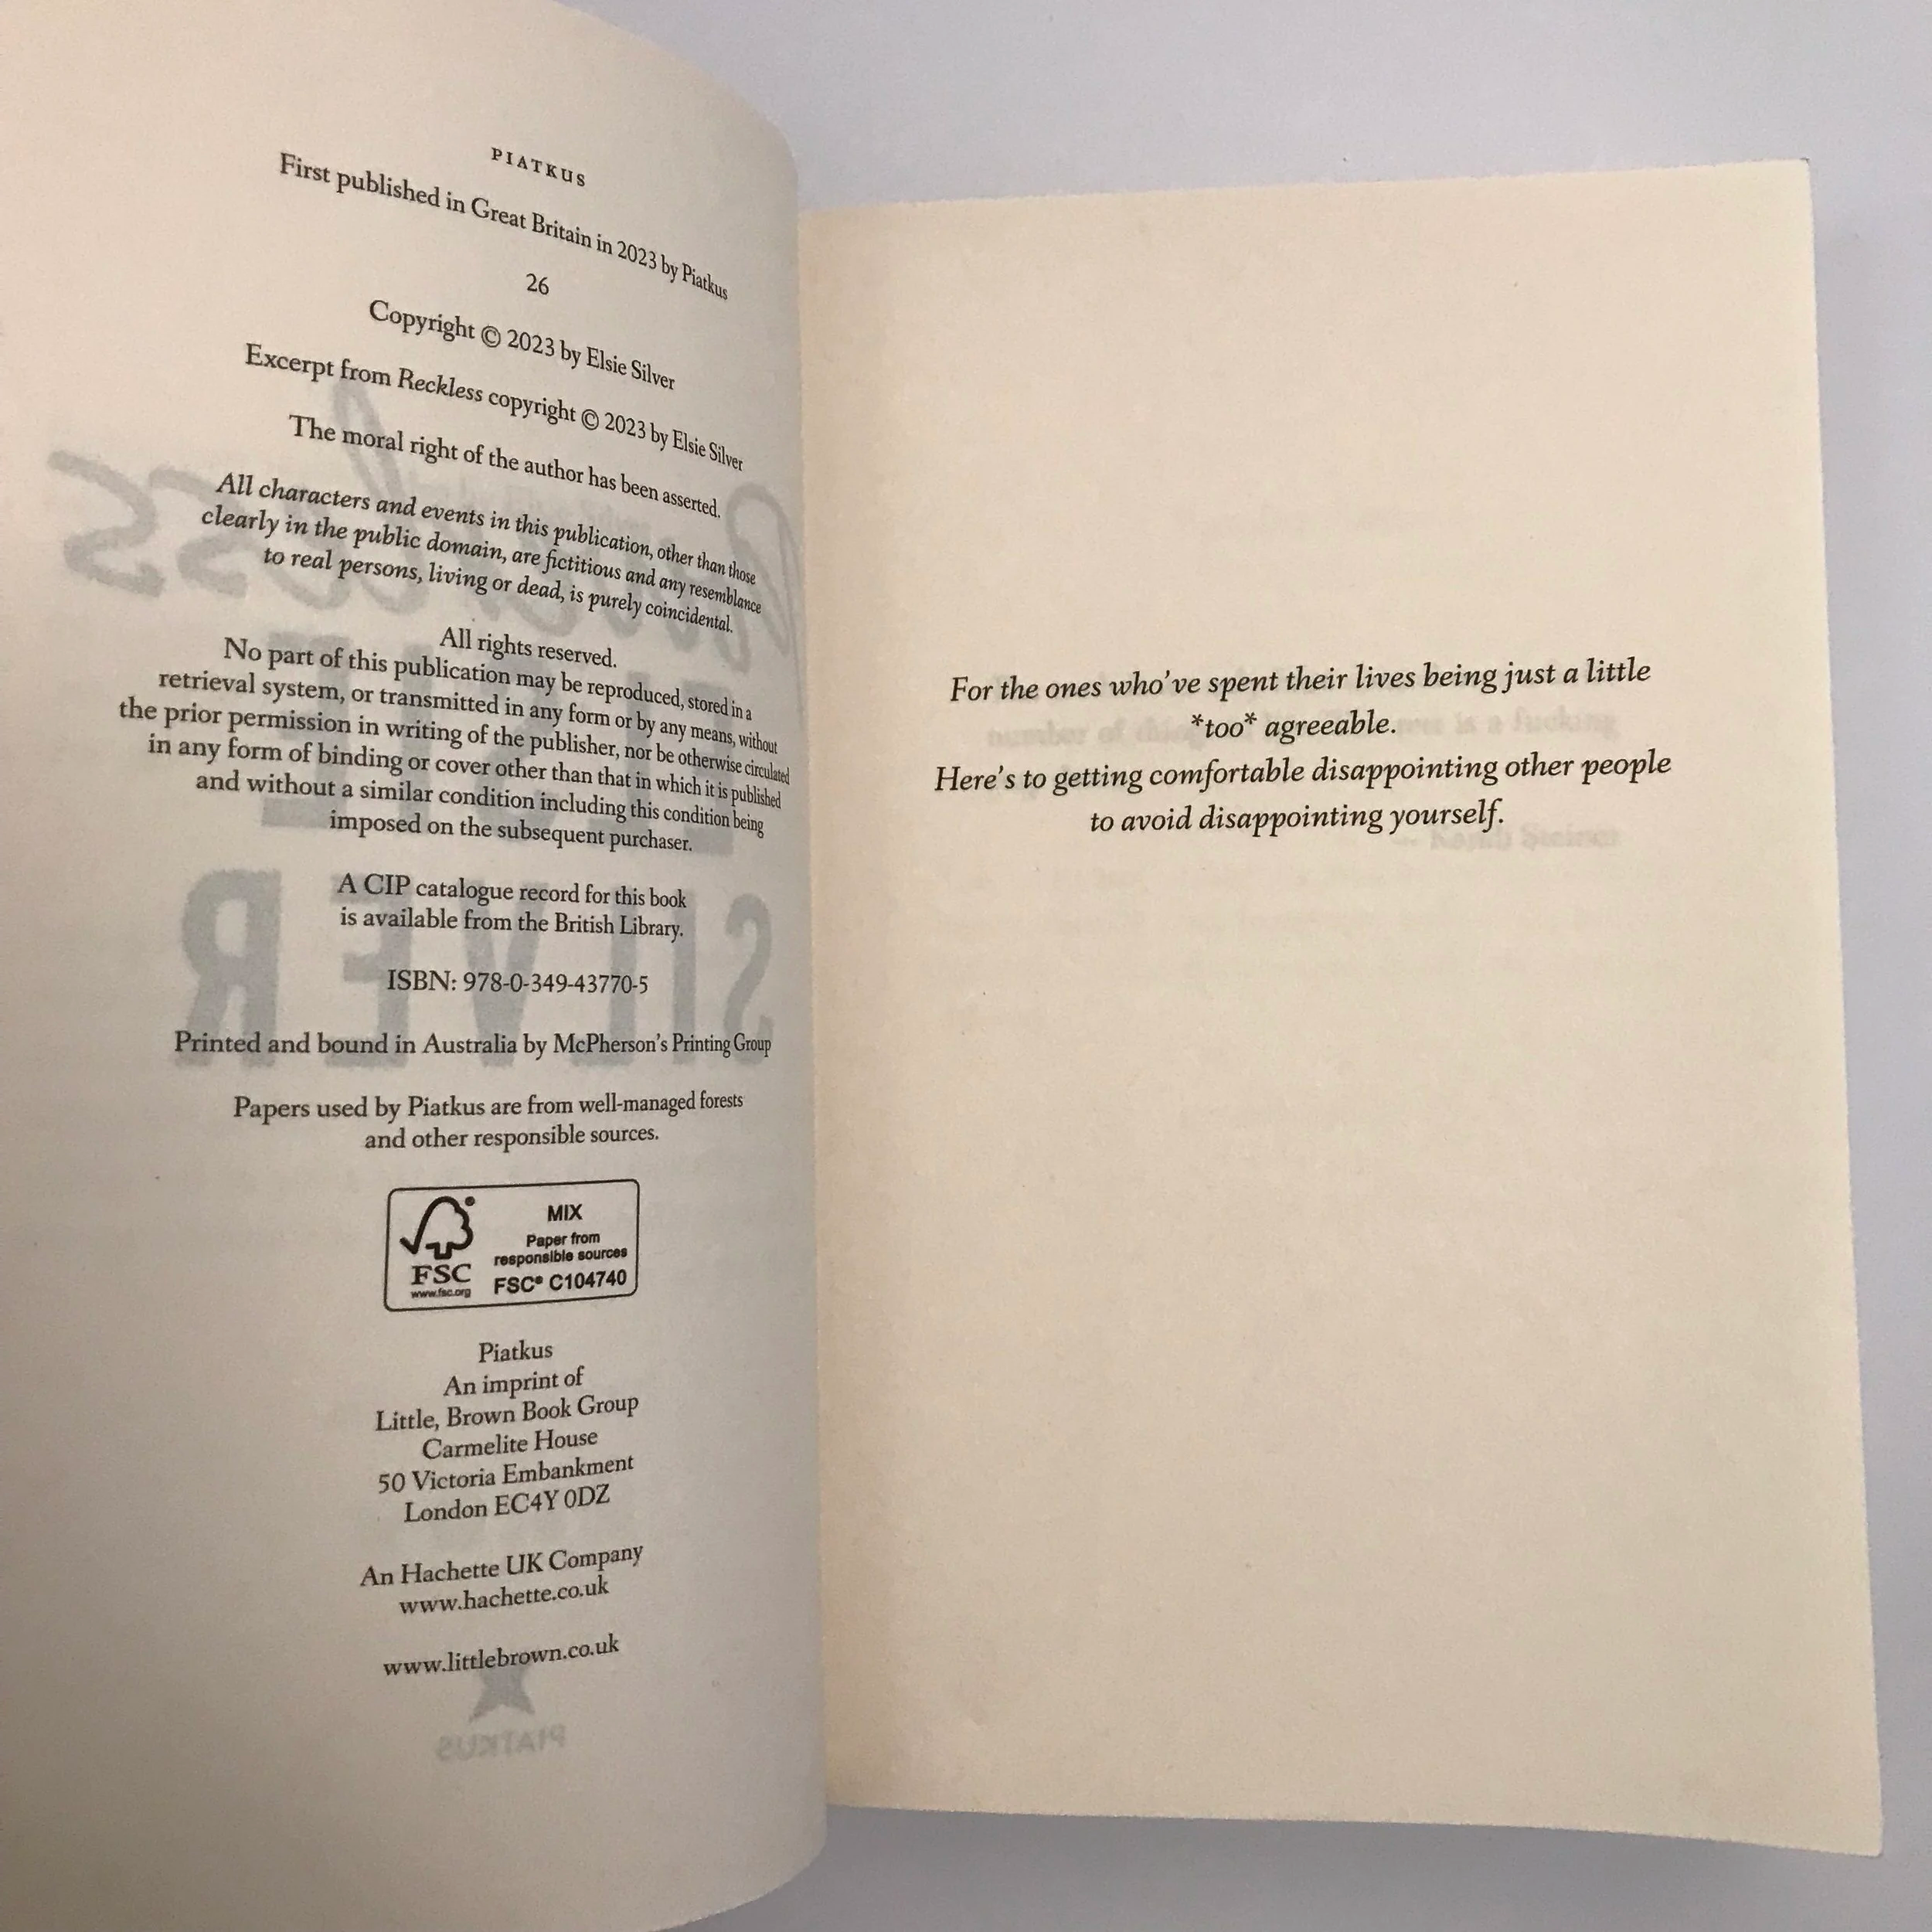 PIATKUS
First published in Great Britain in 2023 by Piatkus
26
Copyright © 2023 by Elsie Silver
Excerpt from Reckless copyright © 2023 by Elsie Silver
The moral right of the author has been asserted.
All characters and events in this publication, other than those
clearly in the public domain, are fictitious and any resemblance
to real persons, living or dead, is purely coincidental.
All rights reserved.
No part of this publication may be reproduced, stored in a
retrieval system, or transmitted in any form or by any means, without
the prior permission in writing of the publisher, nor be otherwise circulated
in any form of binding or cover other than that in which it is published
and without a similar condition including this condition being
imposed on the subsequent purchaser.
A CIP catalogue record for this book
is available from the British Library.
ISBN: 978-0-349-43770-5
Printed and bound in Australia by McPherson's Printing Group
Papers used by Piatkus are from well-managed forests
and other responsible sources.
FSC
www.fsc.org
MIX
Paper from
responsible sources
FSC® C104740
Piatkus
An imprint of
Little, Brown Book Group
Carmelite House
50 Victoria Embankment
London EC4Y 0DZ
An Hachette UK Company
www.hachette.co.uk
www.littlebrown.co.uk
PIATKUS
SILVER
For the ones who've spent their lives being just a little
*too* agreeable.
Here's to getting comfortable disappointing other people
to avoid disappointing yourself.